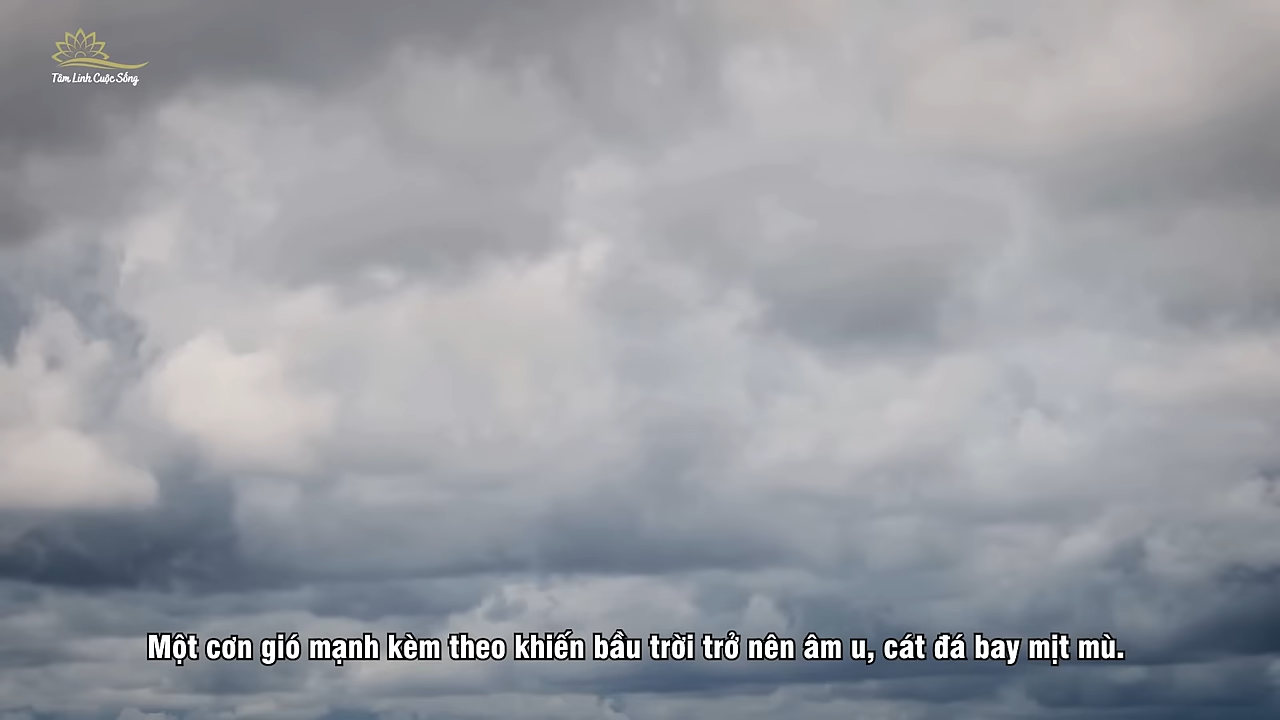 Tâm Linh Cuộc Sống
Một cơn gió mạnh kèm theo khiến bầu trời trở nên âm u, cát đá bay mịt mù.